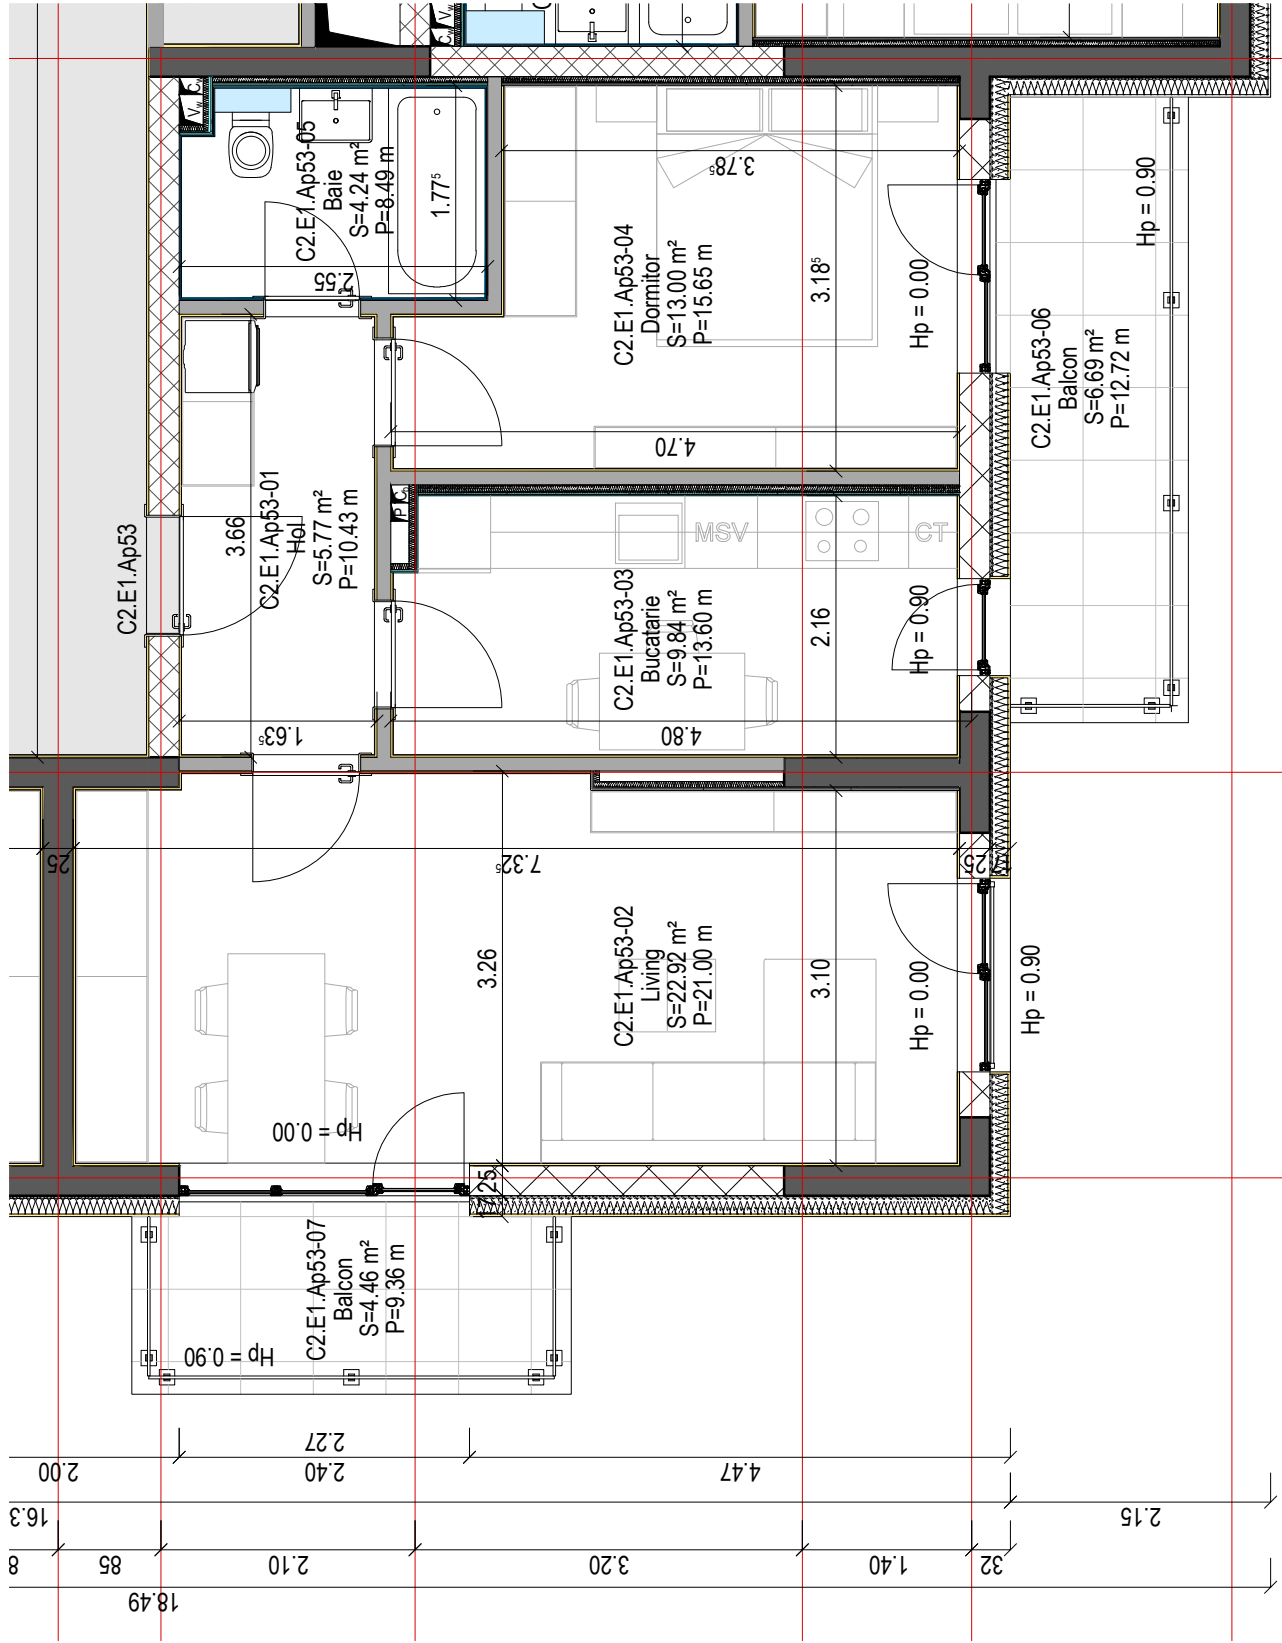 C2.E1.Ap53-05
Baie
S=4.24 m²
P=8.49 m
1.77⁵
2.55
Vw
C
Vw
C
C2.E1.Ap53-04
Dormitor
S=13.00 m²
P=15.65 m
3.78⁵
3.18⁵
4.70
Hp = 0.00
Hp = 0.90
C2.E1.Ap53-06
Balcon
S=6.69 m²
P=12.72 m
C2.E1.Ap53
3.66
C2.E1.Ap53-01
Hol
S=5.77 m²
P=10.43 m
1.63⁵
P
C
MSV
CT
C2.E1.Ap53-03
Bucatarie
S=9.84 m²
P=13.60 m
2.16
4.80
Hp = 0.90
25
7.32⁵
25
17
C2.E1.Ap53-02
Living
S=22.92 m²
P=21.00 m
3.26
3.10
Hp = 0.00
Hp = 0.90
Hp = 0.00
25
17
C2.E1.Ap53-07
Balcon
S=4.46 m²
P=9.36 m
Hp = 0.90
2.27
2.00
2.40
4.47
16.3
2.15
8
85
2.10
3.20
1.40
32
18.49